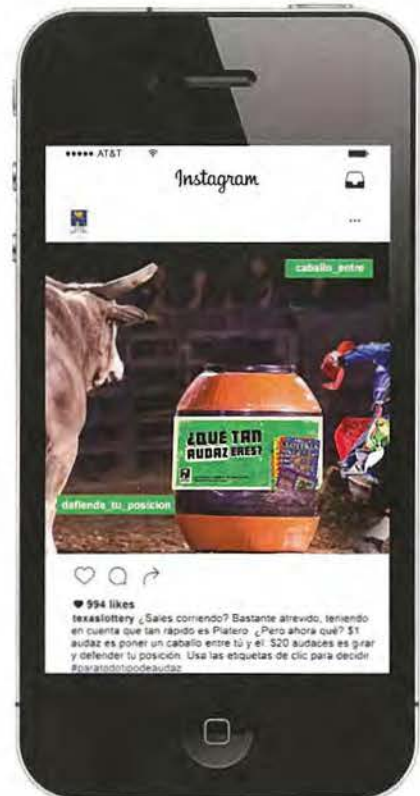 AT&T
Instagram
caballo_entre
¿QUÉ TAN
AUDAZ ERES?
defiende_tu_posicion
994 likes
texaslottery ¿Sales corriendo? Bastante atrevido, teniendo
en cuenta que tan rápido es Platero. ¿Pero ahora qué? $1
audaz es poner un caballo entre tú y él. $20 audaces es girar
y defender tu posición. Usa las etiquetas de clic para decidir.
#paratodotipodeaudaz